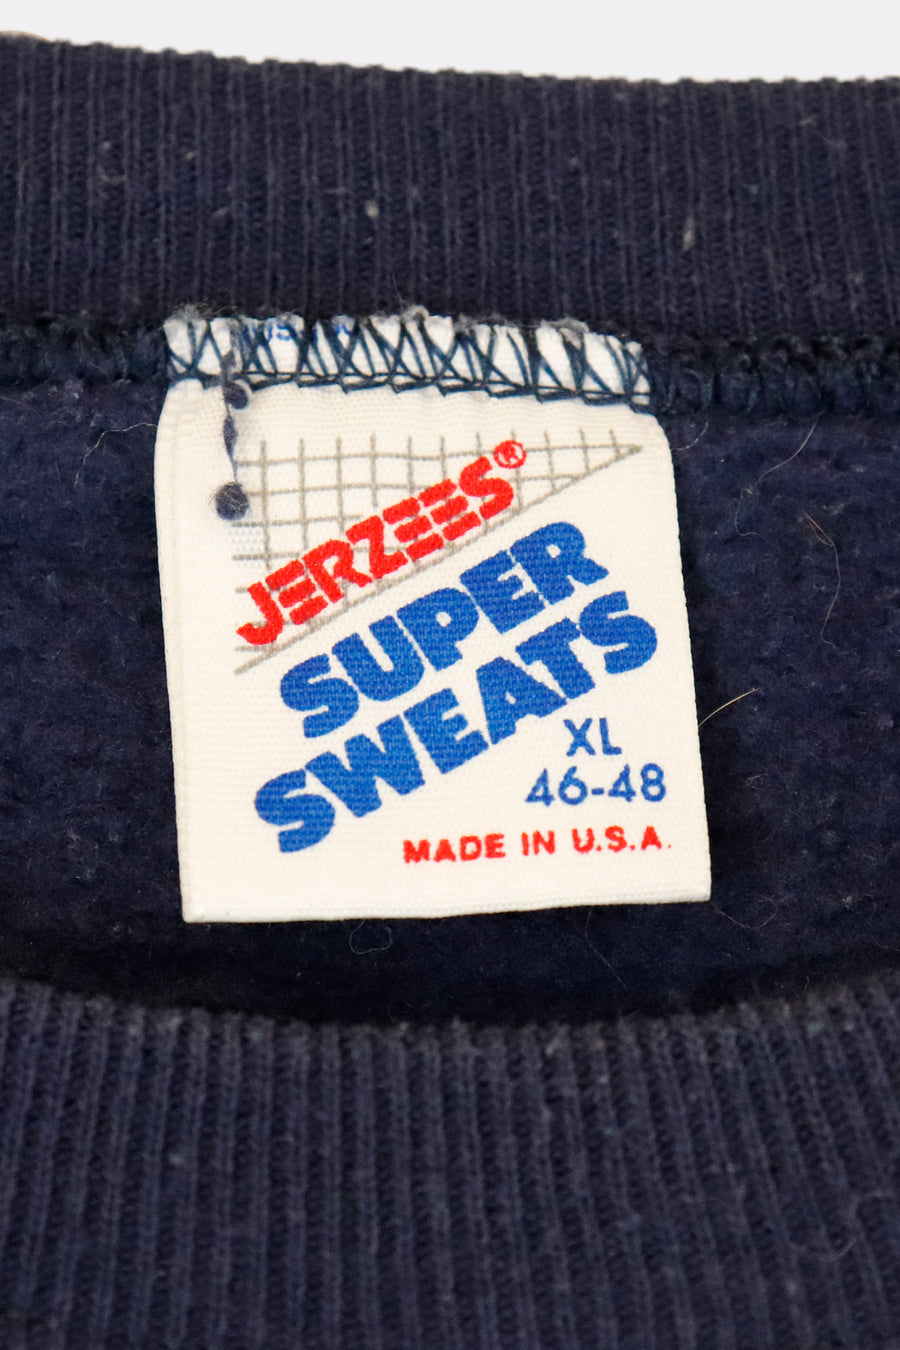 JERZEES®
SUPER
SWEATS
XL
46-48
MADE IN U.S.A.